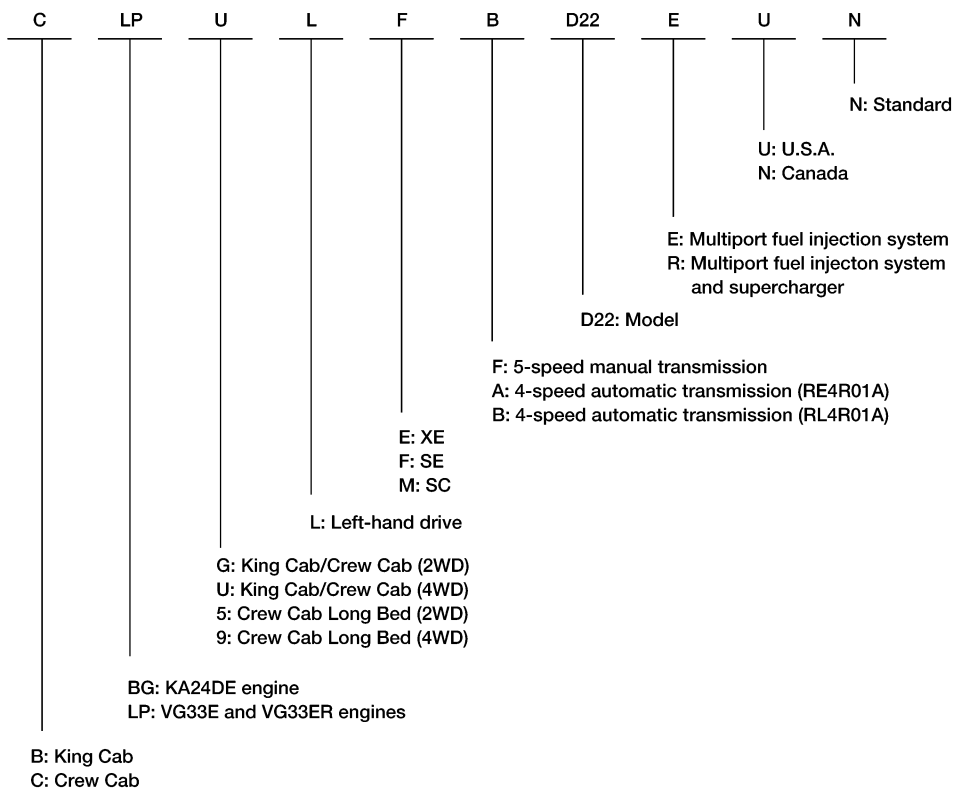 C LP U L F B D22 E U N
N: Standard
U: U.S.A.
N: Canada
E: Multiport fuel injection system
R: Multiport fuel injecton system
and supercharger
D22: Model
F: 5-speed manual transmission
A: 4-speed automatic transmission (RE4R01A)
B: 4-speed automatic transmission (RL4R01A)
E: XE
F: SE
M: SC
L: Left-hand drive
G: King Cab/Crew Cab (2WD)
U: King Cab/Crew Cab (4WD)
5: Crew Cab Long Bed (2WD)
9: Crew Cab Long Bed (4WD)
BG: KA24DE engine
LP: VG33E and VG33ER engines
B: King Cab
C: Crew Cab